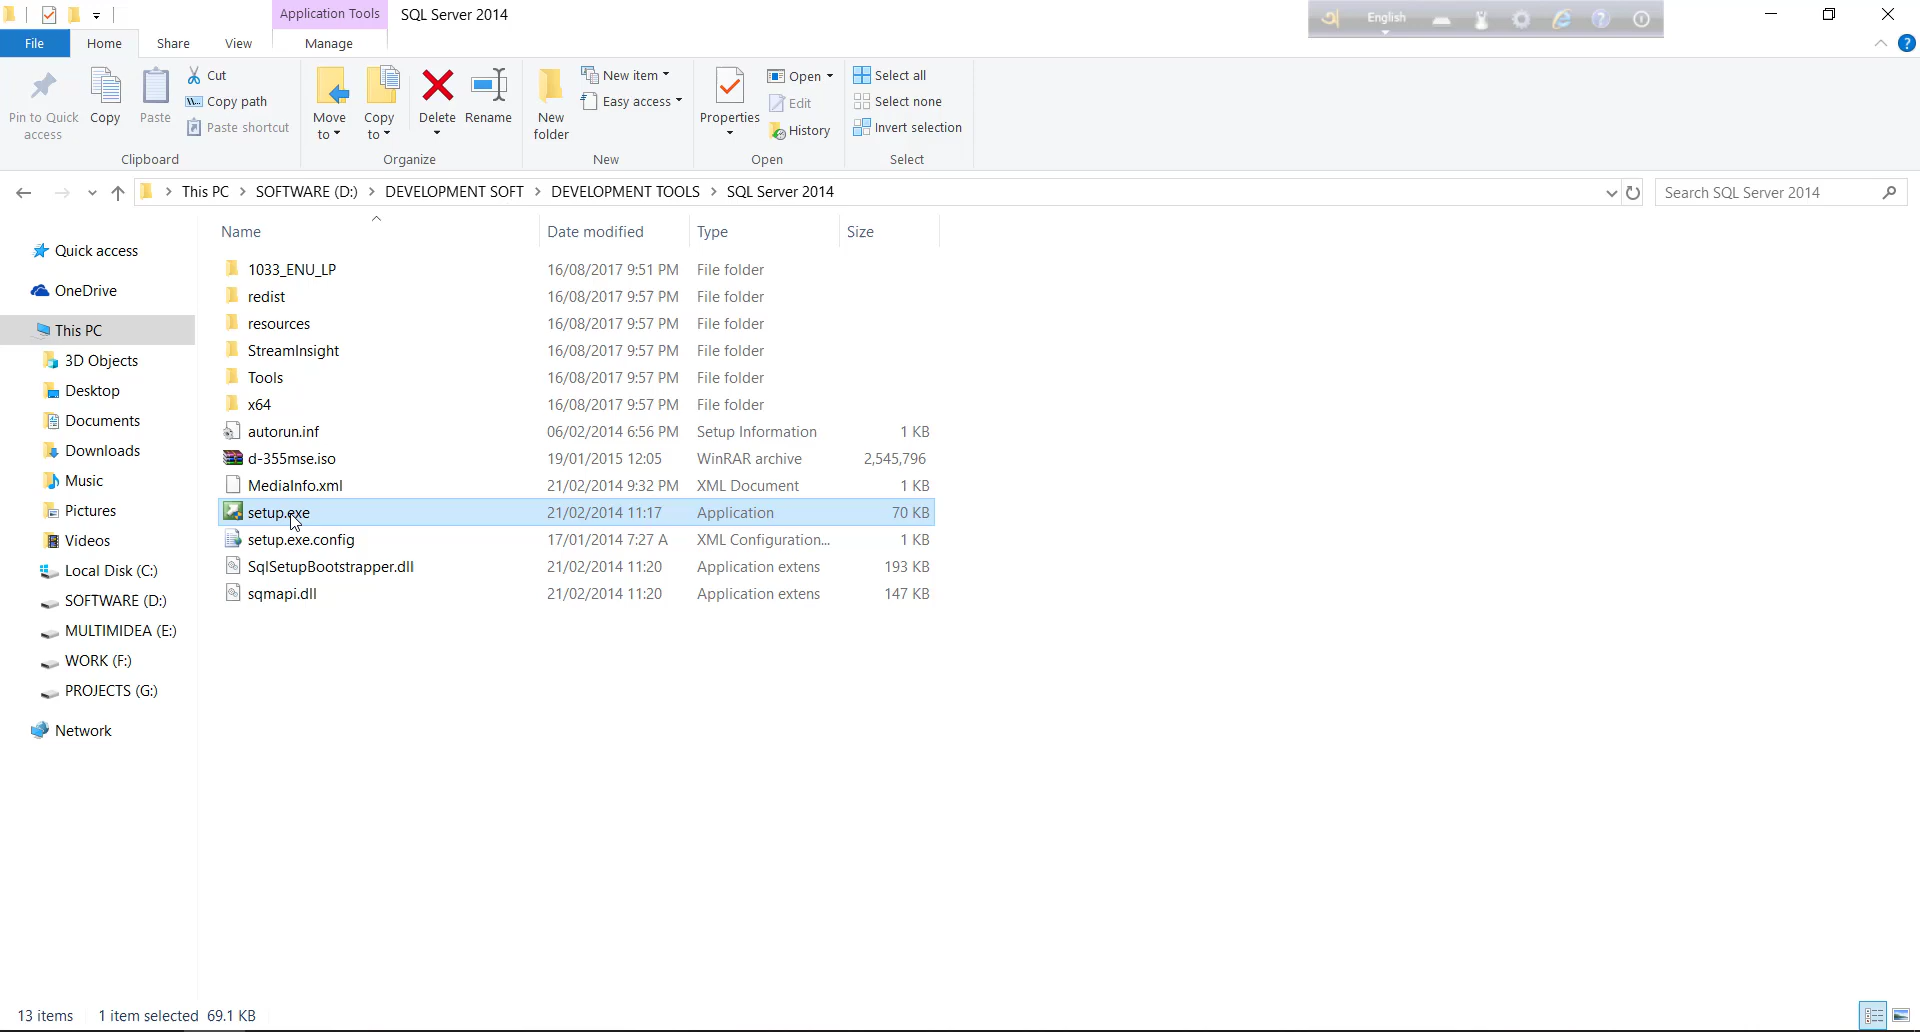 Application Tools SQL Server 2014 English
File Home Share View Manage
Pin to Quick access Copy Paste Cut Copy path Paste shortcut
Move to Copy to Delete Rename
New folder New item Easy access
Properties Open Edit History
Select all Select none Invert selection
Clipboard Organize New Open Select
This PC SOFTWARE (D:) DEVELOPMENT SOFT DEVELOPMENT TOOLS SQL Server 2014 Search SQL Server 2014
Quick access
OneDrive
This PC
3D Objects
Desktop
Documents
Downloads
Music
Pictures
Videos
Local Disk (C:)
SOFTWARE (D:)
MULTIMIDEA (E:)
WORK (F:)
PROJECTS (G:)
Network
Name Date modified Type Size
1033_ENU_LP 16/08/2017 9:51 PM File folder
redist 16/08/2017 9:57 PM File folder
resources 16/08/2017 9:57 PM File folder
StreamInsight 16/08/2017 9:57 PM File folder
Tools 16/08/2017 9:57 PM File folder
x64 16/08/2017 9:57 PM File folder
autorun.inf 06/02/2014 6:56 PM Setup Information 1 KB
d-355mse.iso 19/01/2015 12:05 WinRAR archive 2,545,796
MediaInfo.xml 21/02/2014 9:32 PM XML Document 1 KB
setup.exe 21/02/2014 11:17 Application 70 KB
setup.exe.config 17/01/2014 7:27 A XML Configuration... 1 KB
SqlSetupBootstrapper.dll 21/02/2014 11:20 Application extens 193 KB
sqmapi.dll 21/02/2014 11:20 Application extens 147 KB
13 items 1 item selected 69.1 KB